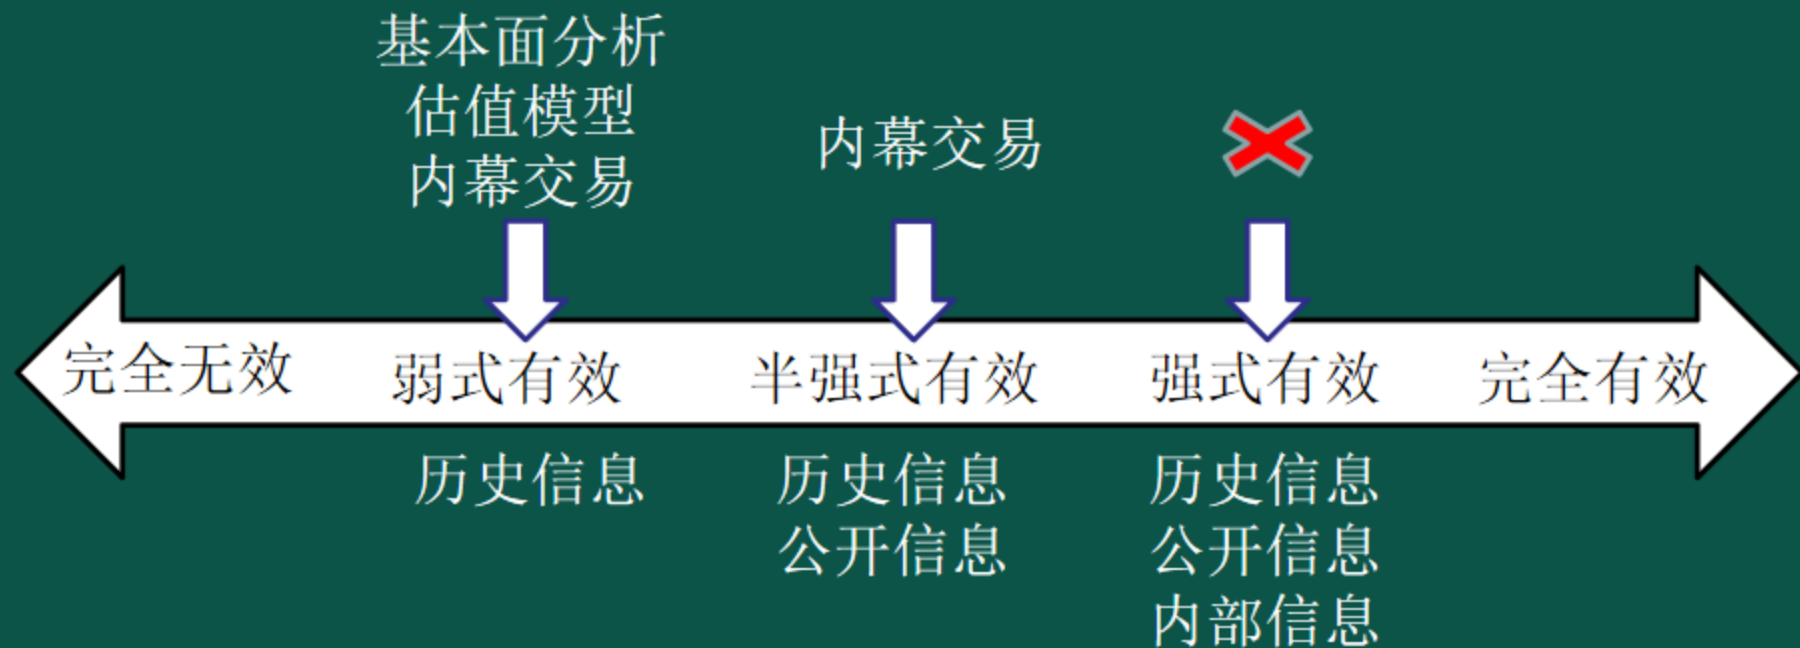 基本面分析
估值模型
内幕交易
内幕交易
完全无效
弱式有效
半强式有效
强式有效
完全有效
历史信息
历史信息
公开信息
历史信息
公开信息
内部信息